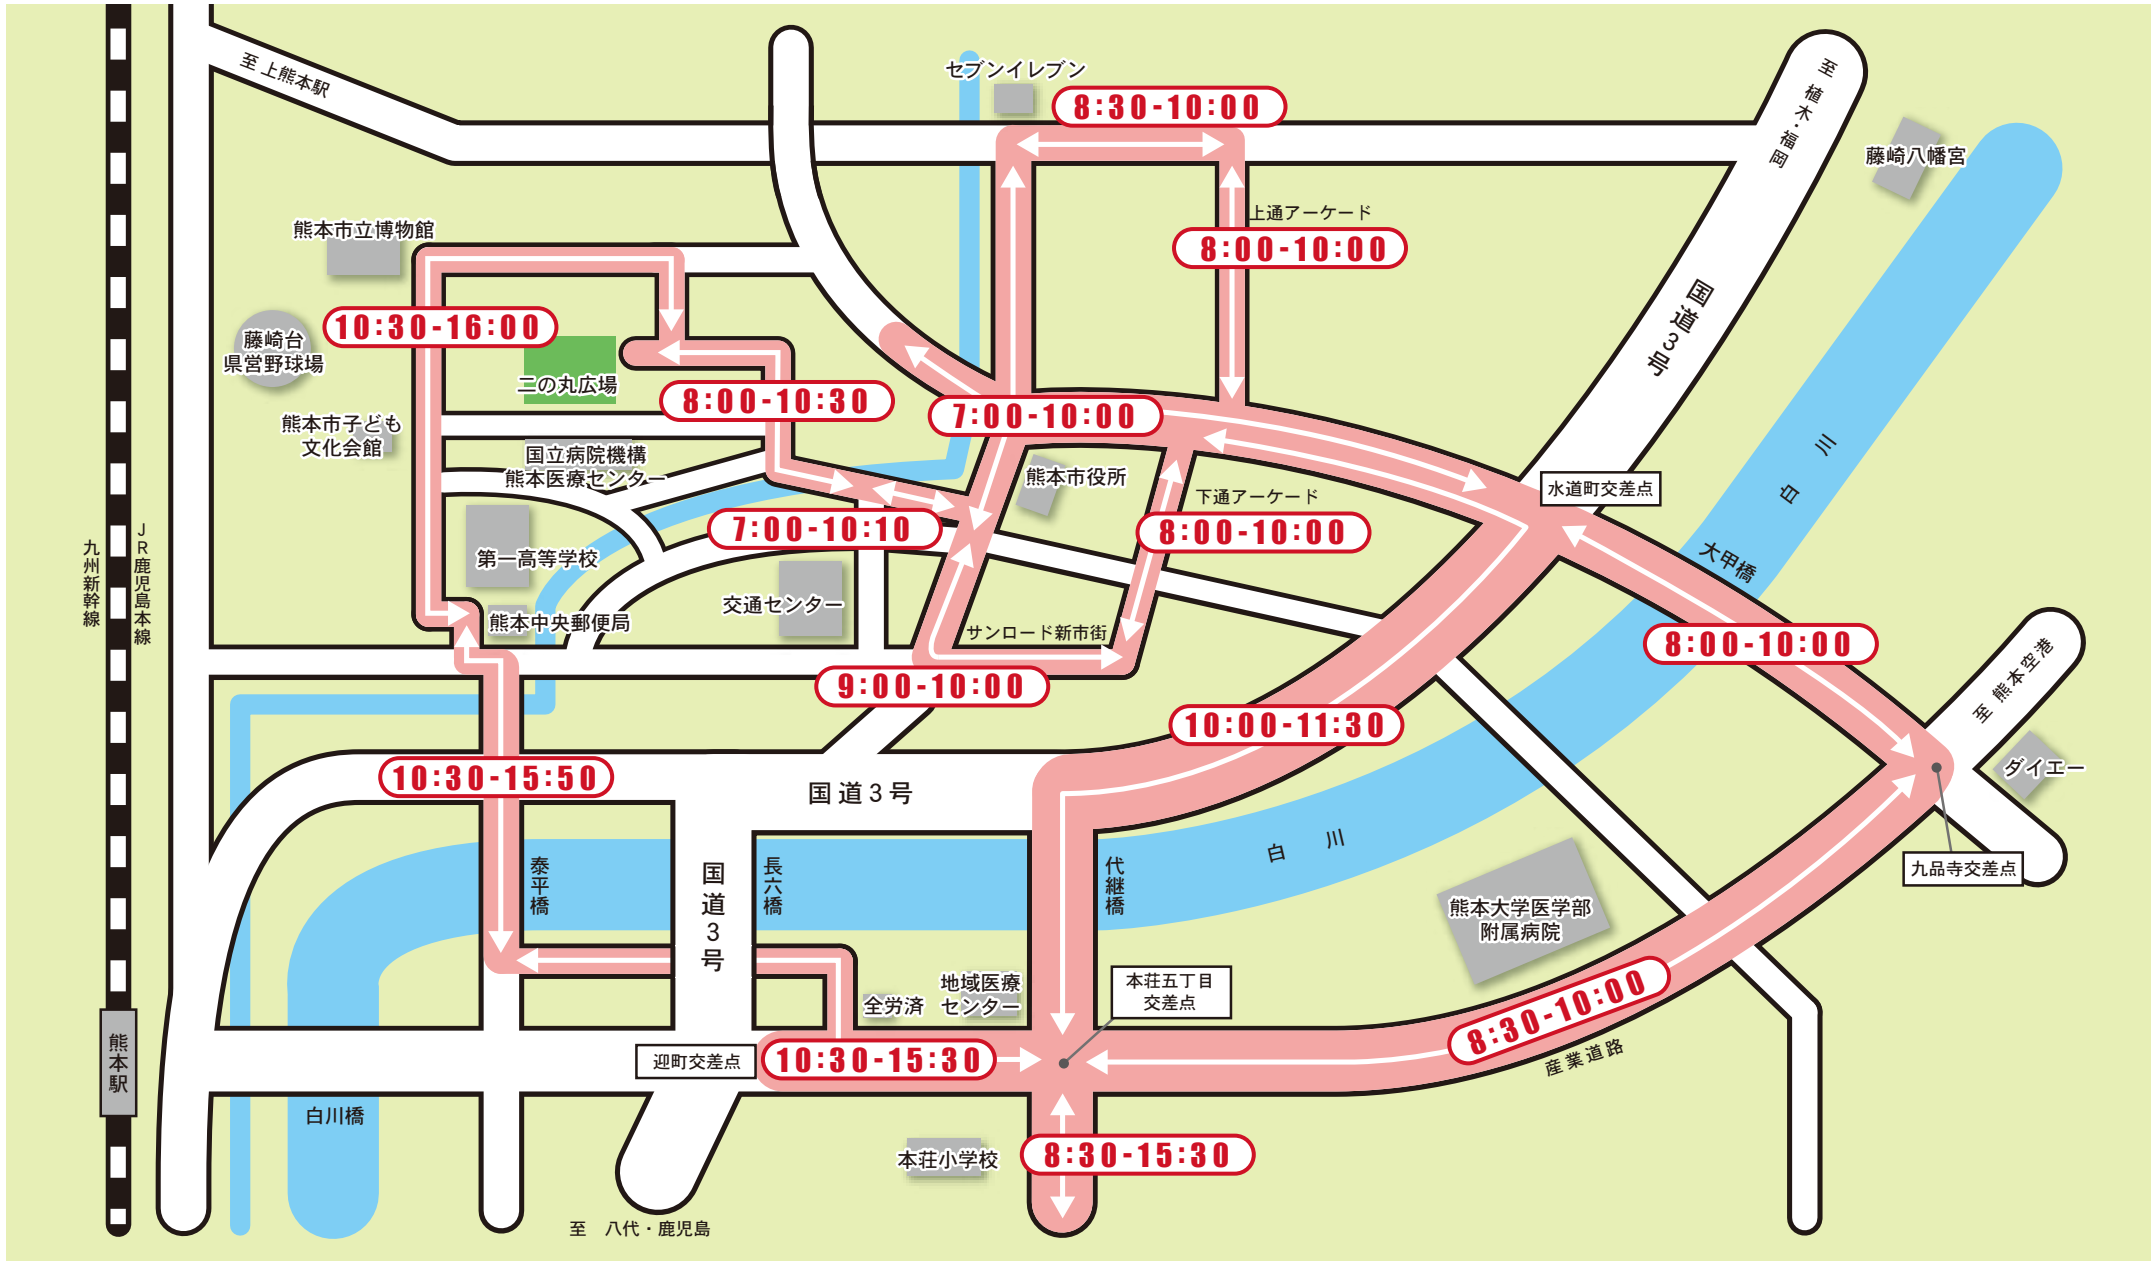 至 上熊本駅
セブンイレブン
8:30-10:00
至 植木・福岡
藤崎八幡宮
熊本市立博物館
上通アーケード
8:00-10:00
国道3号
10:30-16:00
藤崎台
県営野球場
二の丸広場
8:00-10:30
7:00-10:00
熊本市子ども
文化会館
国立病院機構
熊本医療センター
熊本市役所
白川
水道町交差点
下通アーケード
7:00-10:10
8:00-10:00
JR鹿児島本線
九州新幹線
第一高等学校
大甲橋
熊本中央郵便局
交通センター
サンロード新市街
8:00-10:00
至 熊本空港
9:00-10:00
10:00-11:30
10:30-15:50
国道3号
ダイエー
泰平橋
国道3号
長六橋
代継橋
白川
九品寺交差点
熊本大学医学部
附属病院
全労済
地域医療
センター
本荘五丁目
交差点
8:30-10:00
産業道路
熊本駅
迎町交差点
10:30-15:30
白川橋
本荘小学校
8:30-15:30
至 八代・鹿児島